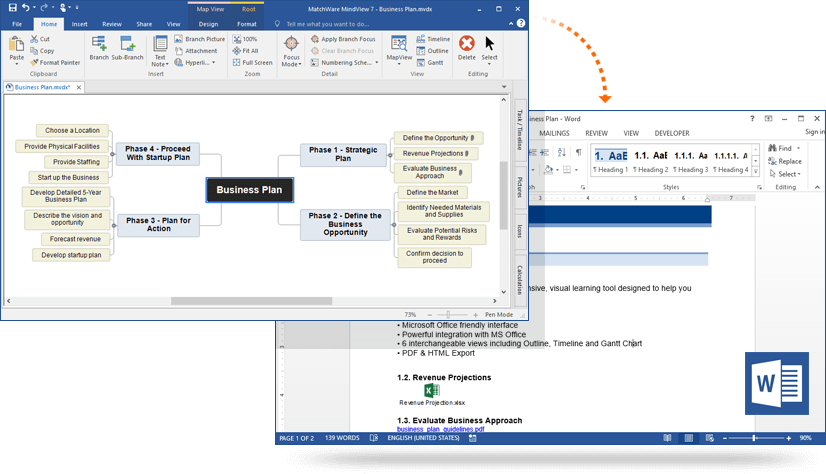 Map View Root MatchWare MindView 7 - Business Plan.mvdx
File Home Insert Review Share View Design Format Tell me what you want to do...
Paste Cut Copy Format Painter
Clipboard
Branch Sub-Branch Text Note Branch Picture Attachment Hyperli...
Insert
100% Fit All Full Screen
Zoom
Focus Mode Apply Branch Focus Clear Branch Focus Numbering Sche...
Detail
MapView Timeline Outline Gantt
View
Delete Select
Editing
Business Plan.mvdx*
Choose a Location
Provide Physical Facilities
Provide Staffing
Start up the Business
Phase 4 - Proceed
With Startup Plan
Develop Detailed 5-Year
Business Plan
Describe the vision and
opportunity
Forecast revenue
Develop startup plan
Phase 3 - Plan for
Action
Business Plan
Phase 1 - Strategic
Plan
Define the Opportunity
Revenue Projections
Evaluate Business
Approach
Phase 2 - Define the
Business
Opportunity
Define the Market
Identify Needed Materials
and Supplies
Evaluate Potential Risks
and Rewards
Confirm decision to
proceed
Task / Timeline
Pictures
Icons
Calculation
73% Pen Mode
siness Plan - Word
MAILINGS REVIEW VIEW DEVELOPER
1. AaB 1.1. AaB 1.1.1. A 1.1.1.1. A
¶ Heading 1 ¶ Heading 2 ¶ Heading 3 ¶ Heading 4
Styles
Find
Replace
Select
Editing
3 4 5 6 7
nsive, visual learning tool designed to help you
• Microsoft Office friendly interface
• Powerful integration with MS Office
• 6 interchangeable views including Outline, Timeline and Gantt Chart
• PDF & HTML Export
1.2. Revenue Projections
Revenue Projection.xlsx
1.3. Evaluate Business Approach
business_plan_guidelines.pdf
3
4
W
PAGE 1 OF 2 139 WORDS ENGLISH (UNITED STATES) 90%